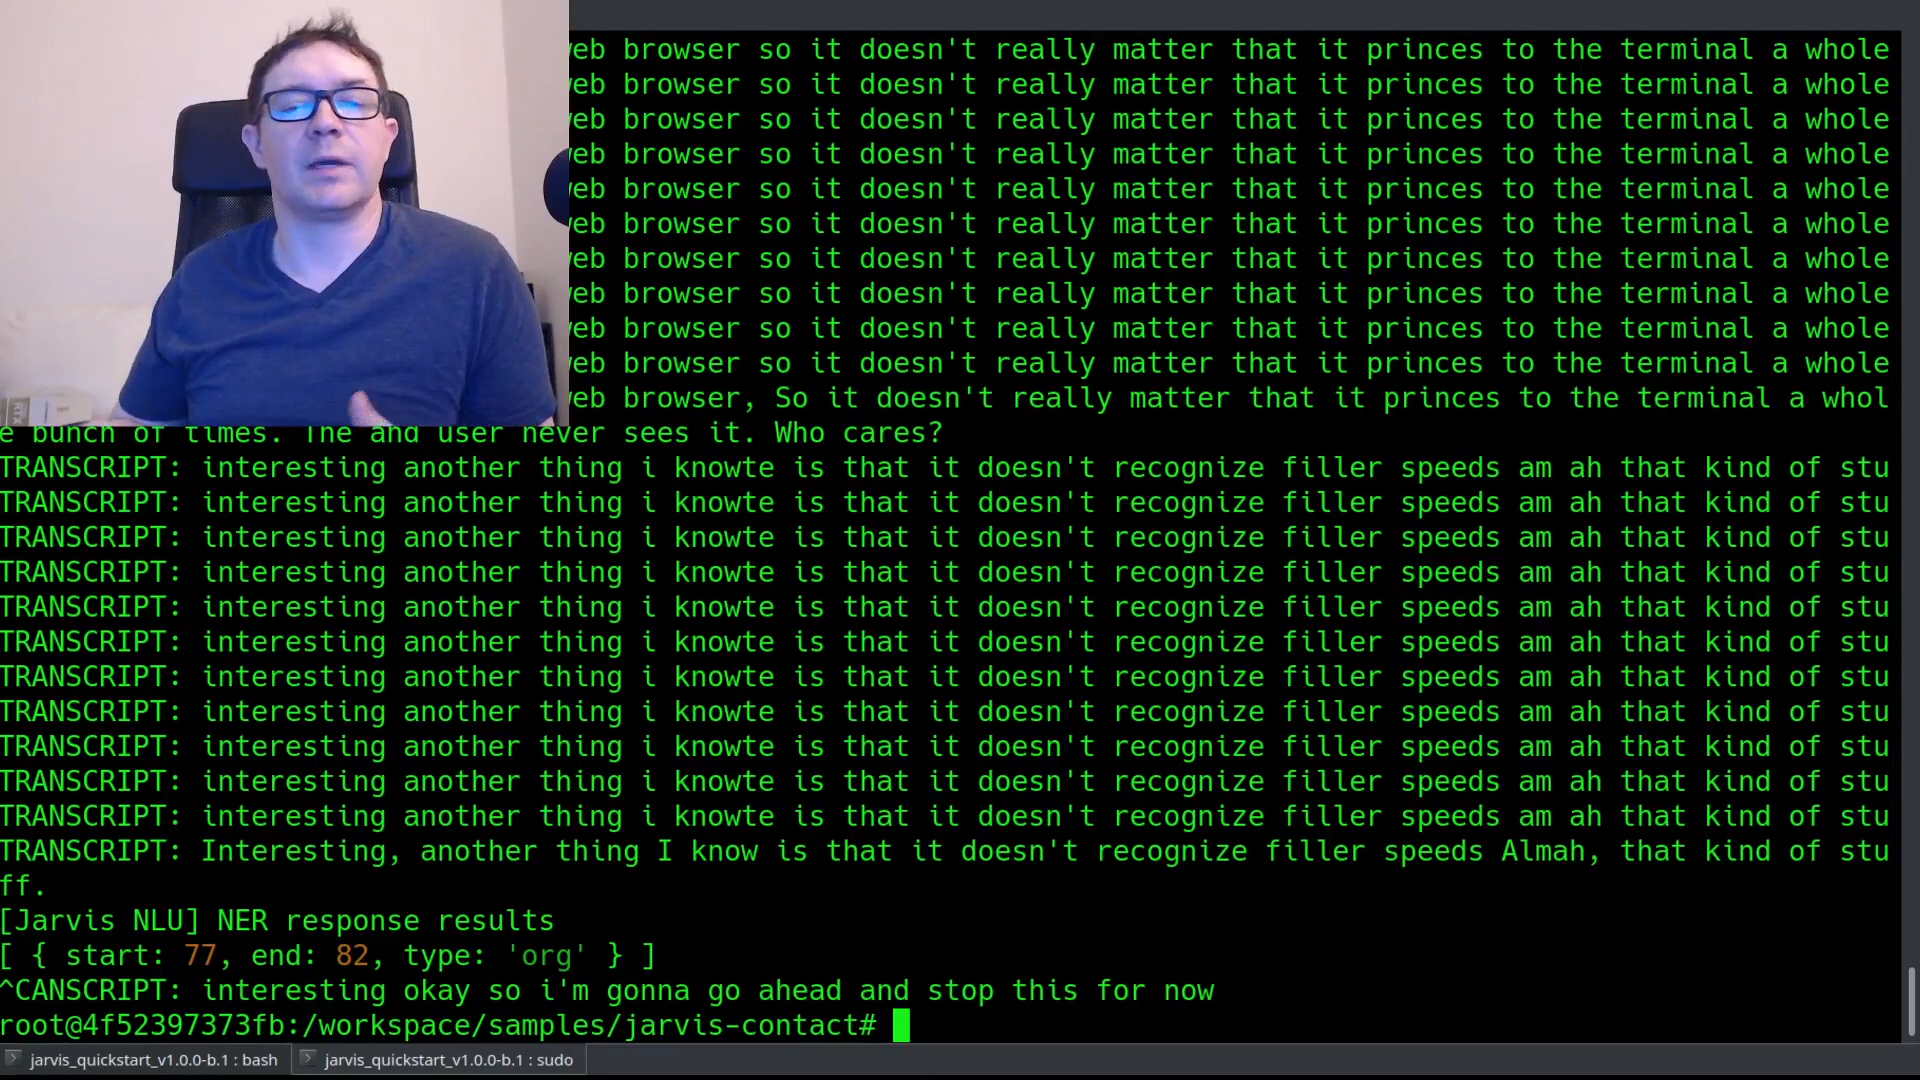 eb browser so it doesn't really matter that it princes to the terminal a whole
eb browser so it doesn't really matter that it princes to the terminal a whole
eb browser so it doesn't really matter that it princes to the terminal a whole
eb browser so it doesn't really matter that it princes to the terminal a whole
eb browser so it doesn't really matter that it princes to the terminal a whole
eb browser so it doesn't really matter that it princes to the terminal a whole
eb browser so it doesn't really matter that it princes to the terminal a whole
eb browser so it doesn't really matter that it princes to the terminal a whole
eb browser so it doesn't really matter that it princes to the terminal a whole
eb browser so it doesn't really matter that it princes to the terminal a whole
eb browser, So it doesn't really matter that it princes to the terminal a whol
e bunch of times. The and user never sees it. Who cares?
TRANSCRIPT: interesting another thing i knowte is that it doesn't recognize filler speeds am ah that kind of stu
TRANSCRIPT: interesting another thing i knowte is that it doesn't recognize filler speeds am ah that kind of stu
TRANSCRIPT: interesting another thing i knowte is that it doesn't recognize filler speeds am ah that kind of stu
TRANSCRIPT: interesting another thing i knowte is that it doesn't recognize filler speeds am ah that kind of stu
TRANSCRIPT: interesting another thing i knowte is that it doesn't recognize filler speeds am ah that kind of stu
TRANSCRIPT: interesting another thing i knowte is that it doesn't recognize filler speeds am ah that kind of stu
TRANSCRIPT: interesting another thing i knowte is that it doesn't recognize filler speeds am ah that kind of stu
TRANSCRIPT: interesting another thing i knowte is that it doesn't recognize filler speeds am ah that kind of stu
TRANSCRIPT: interesting another thing i knowte is that it doesn't recognize filler speeds am ah that kind of stu
TRANSCRIPT: interesting another thing i knowte is that it doesn't recognize filler speeds am ah that kind of stu
TRANSCRIPT: interesting another thing i knowte is that it doesn't recognize filler speeds am ah that kind of stu
TRANSCRIPT: Interesting, another thing I know is that it doesn't recognize filler speeds Almah, that kind of stu
ff.
[Jarvis NLU] NER response results
[ { start: 77, end: 82, type: 'org' } ]
^CANSCRIPT: interesting okay so i'm gonna go ahead and stop this for now
root@4f52397373fb:/workspace/samples/jarvis-contact#
jarvis_quickstart_v1.0.0-b.1 : bash
jarvis_quickstart_v1.0.0-b.1 : sudo